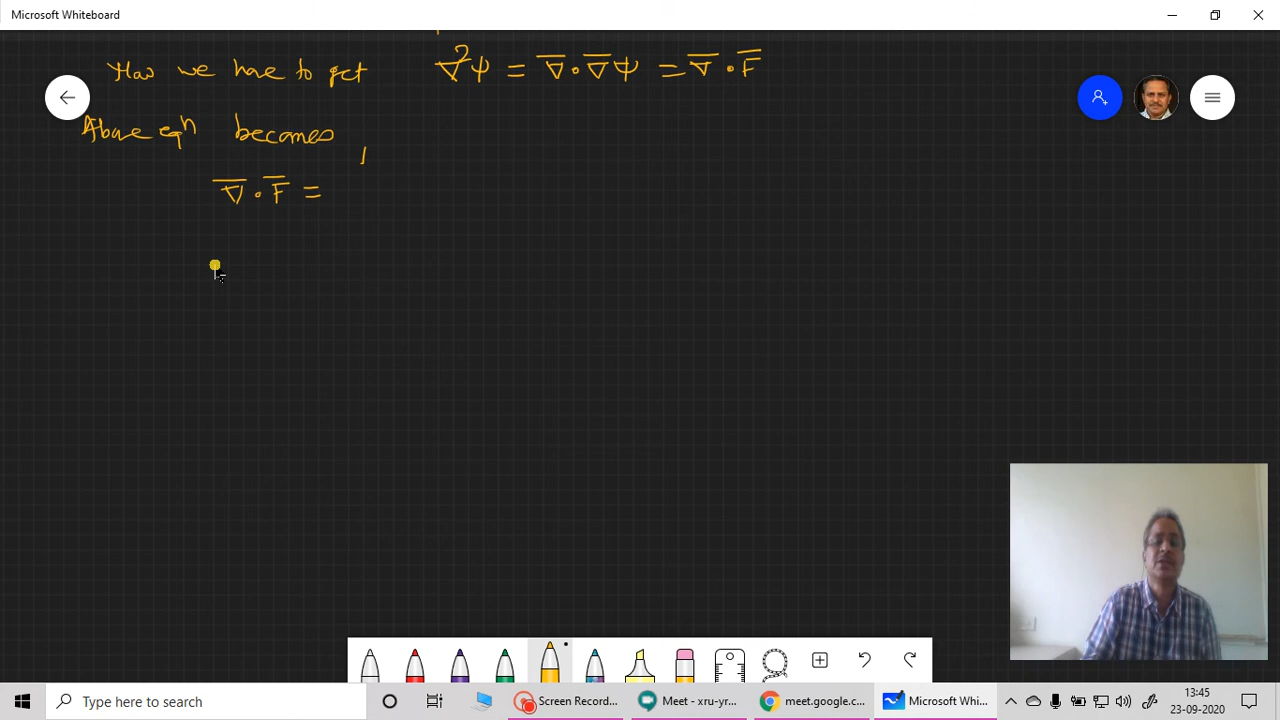 Microsoft Whiteboard
Now we have to get ∇²ψ = ∇̅·∇̅ψ = ∇̅·F̅
Above eqn becomes
∇̅·F̅ =
Type here to search
Screen Record...
Meet - xru-yr...
meet.google.c...
Microsoft Whi...
13:45
23-09-2020